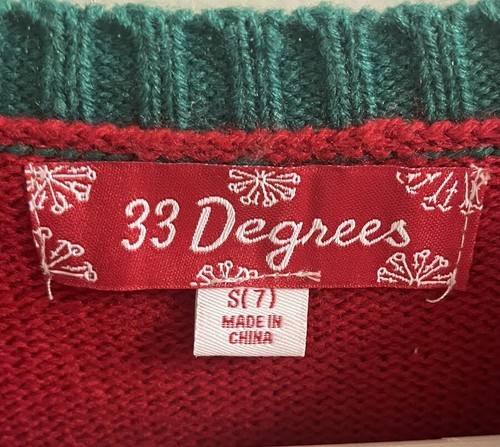 33 Degrees
S(7)
MADE IN
CHINA